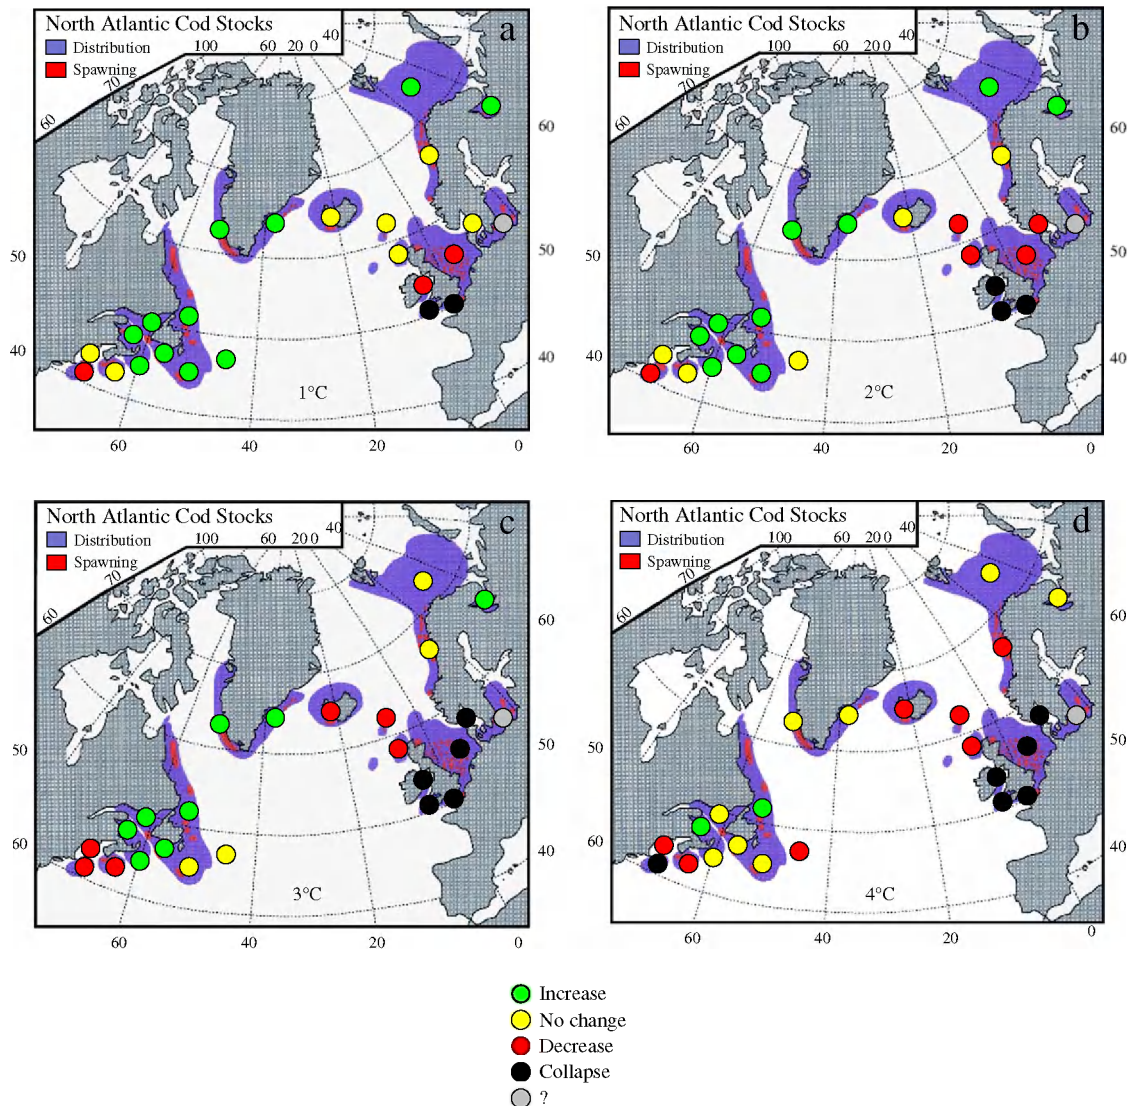 North Atlantic Cod Stocks a
Distribution
Spawning
100 60 20 0 40
70
60
60
50
50
40
40
1°C
60 40 20 0
North Atlantic Cod Stocks b
Distribution
Spawning
100 60 20 0 40
70
60
60
50
50
40
40
2°C
60 40 20 0
North Atlantic Cod Stocks c
Distribution
Spawning
100 60 20 0 40
70
60
60
50
50
60
40
3°C
60 40 20 0
North Atlantic Cod Stocks d
Distribution
Spawning
100 60 20 0 40
70
60
60
50
50
60
40
4°C
60 40 20 0
Increase
No change
Decrease
Collapse
?